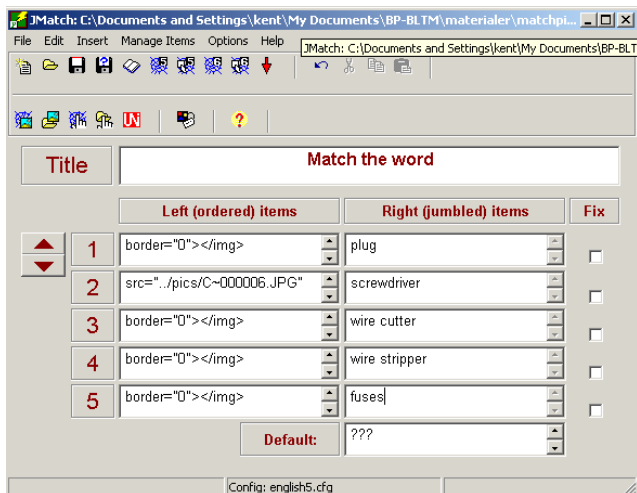 JMatch: C:\Documents and Settings\kent\My Documents\BP-BLTM\materialer\matchpi...
File Edit Insert Manage Items Options Help
JMatch: C:\Documents and Settings\kent\My Documents\BP-BLT
Title Match the word
Left (ordered) items Right (jumbled) items Fix
1 border="0"></img> plug
2 src="../pics/C~000006.JPG" screwdriver
3 border="0"></img> wire cutter
4 border="0"></img> wire stripper
5 border="0"></img> fuses
Default: ???
Config: english5.cfg